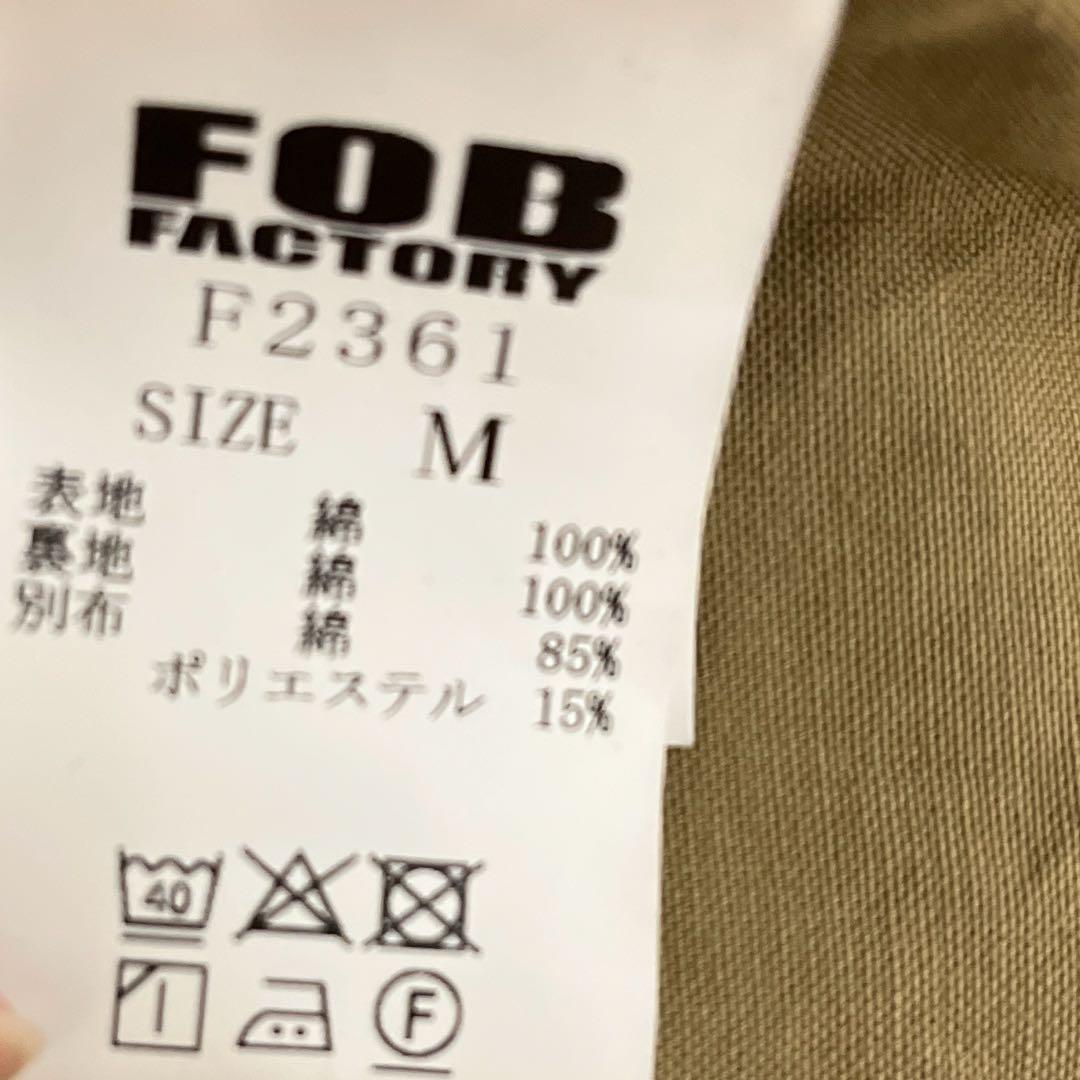 FOB
FACTORY
F2361
SIZE M
表地 綿 100%
裏地 綿 100%
別布 綿 85%
ポリエステル 15%
40
F